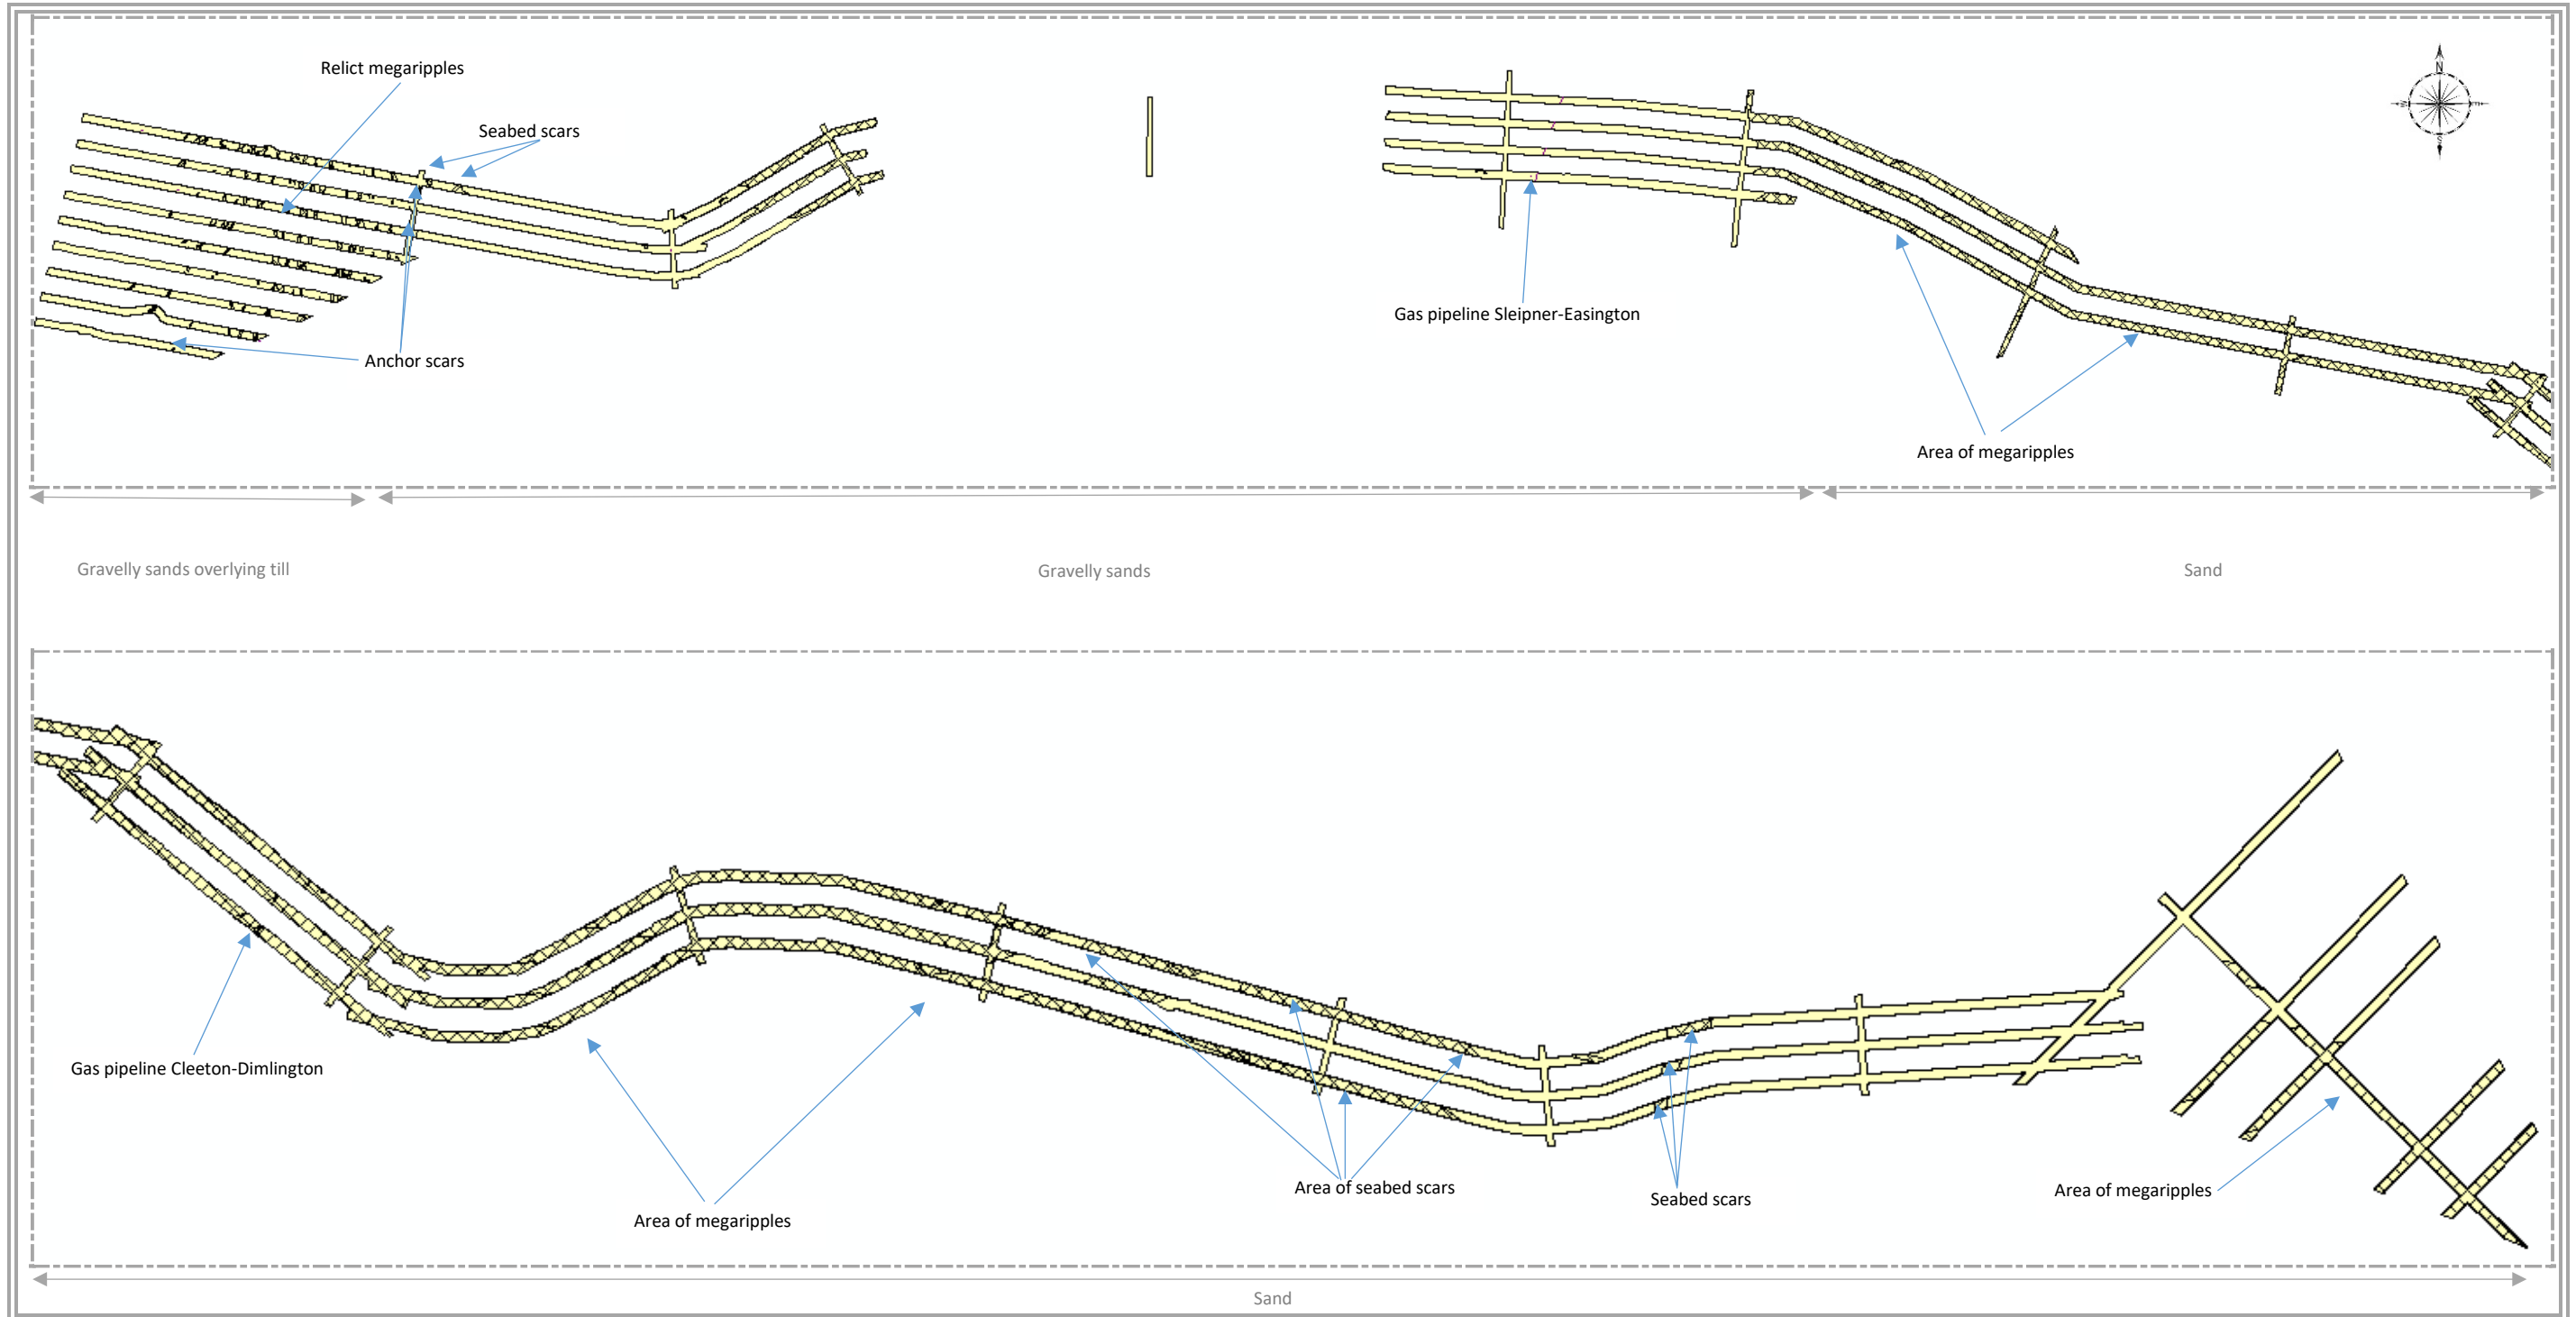 Relict megaripples
Seabed scars
N
Gas pipeline Sleipner-Easington
Anchor scars
Area of megaripples
Gravelly sands overlying till
Gravelly sands
Sand
Gas pipeline Cleeton-Dimlington
Area of seabed scars
Seabed scars
Area of megaripples
Area of megaripples
Sand